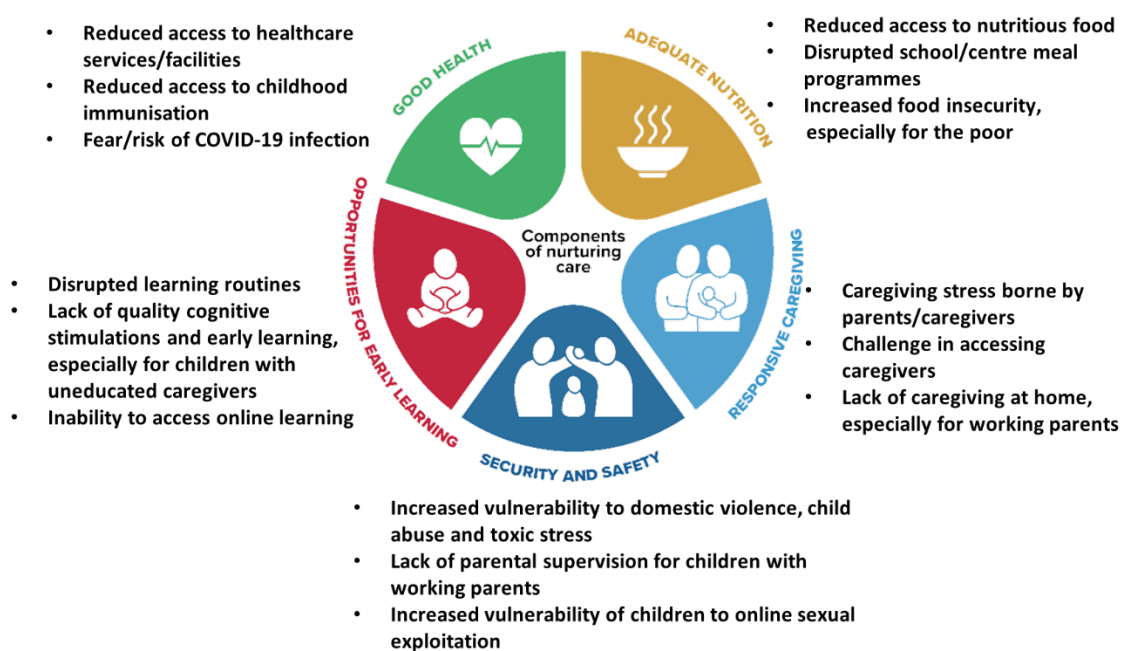 • Reduced access to healthcare
services/facilities
• Reduced access to childhood
immunisation
• Fear/risk of COVID-19 infection
GOOD HEALTH
ADEQUATE NUTRITION
• Reduced access to nutritious food
• Disrupted school/centre meal
programmes
• Increased food insecurity,
especially for the poor
Components
of nurturing
care
OPPORTUNITIES FOR EARLY LEARNING
• Disrupted learning routines
• Lack of quality cognitive
stimulations and early learning,
especially for children with
uneducated caregivers
• Inability to access online learning
RESPONSIVE CAREGIVING
• Caregiving stress borne by
parents/caregivers
• Challenge in accessing
caregivers
• Lack of caregiving at home,
especially for working parents
SECURITY AND SAFETY
• Increased vulnerability to domestic violence, child
abuse and toxic stress
• Lack of parental supervision for children with
working parents
• Increased vulnerability of children to online sexual
exploitation